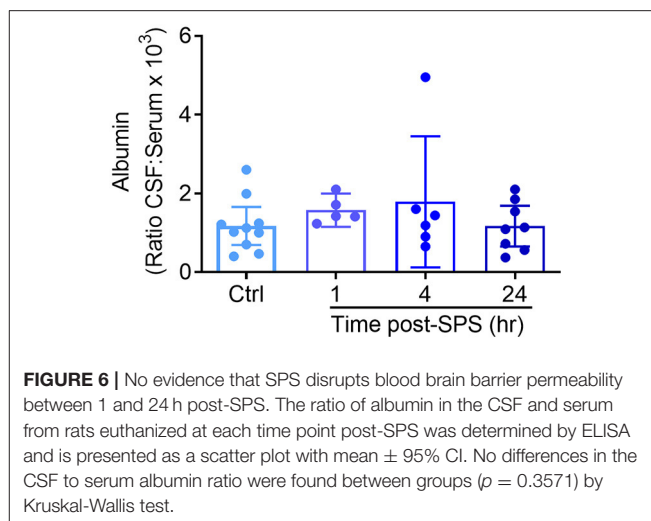 6
4
2
0
Albumin
(Ratio CSF:Serum x 10³)
Ctrl
1
4
24
Time post-SPS (hr)
FIGURE 6 | No evidence that SPS disrupts blood brain barrier permeability
between 1 and 24 h post-SPS. The ratio of albumin in the CSF and serum
from rats euthanized at each time point post-SPS was determined by ELISA
and is presented as a scatter plot with mean ± 95% CI. No differences in the
CSF to serum albumin ratio were found between groups (p = 0.3571) by
Kruskal-Wallis test.